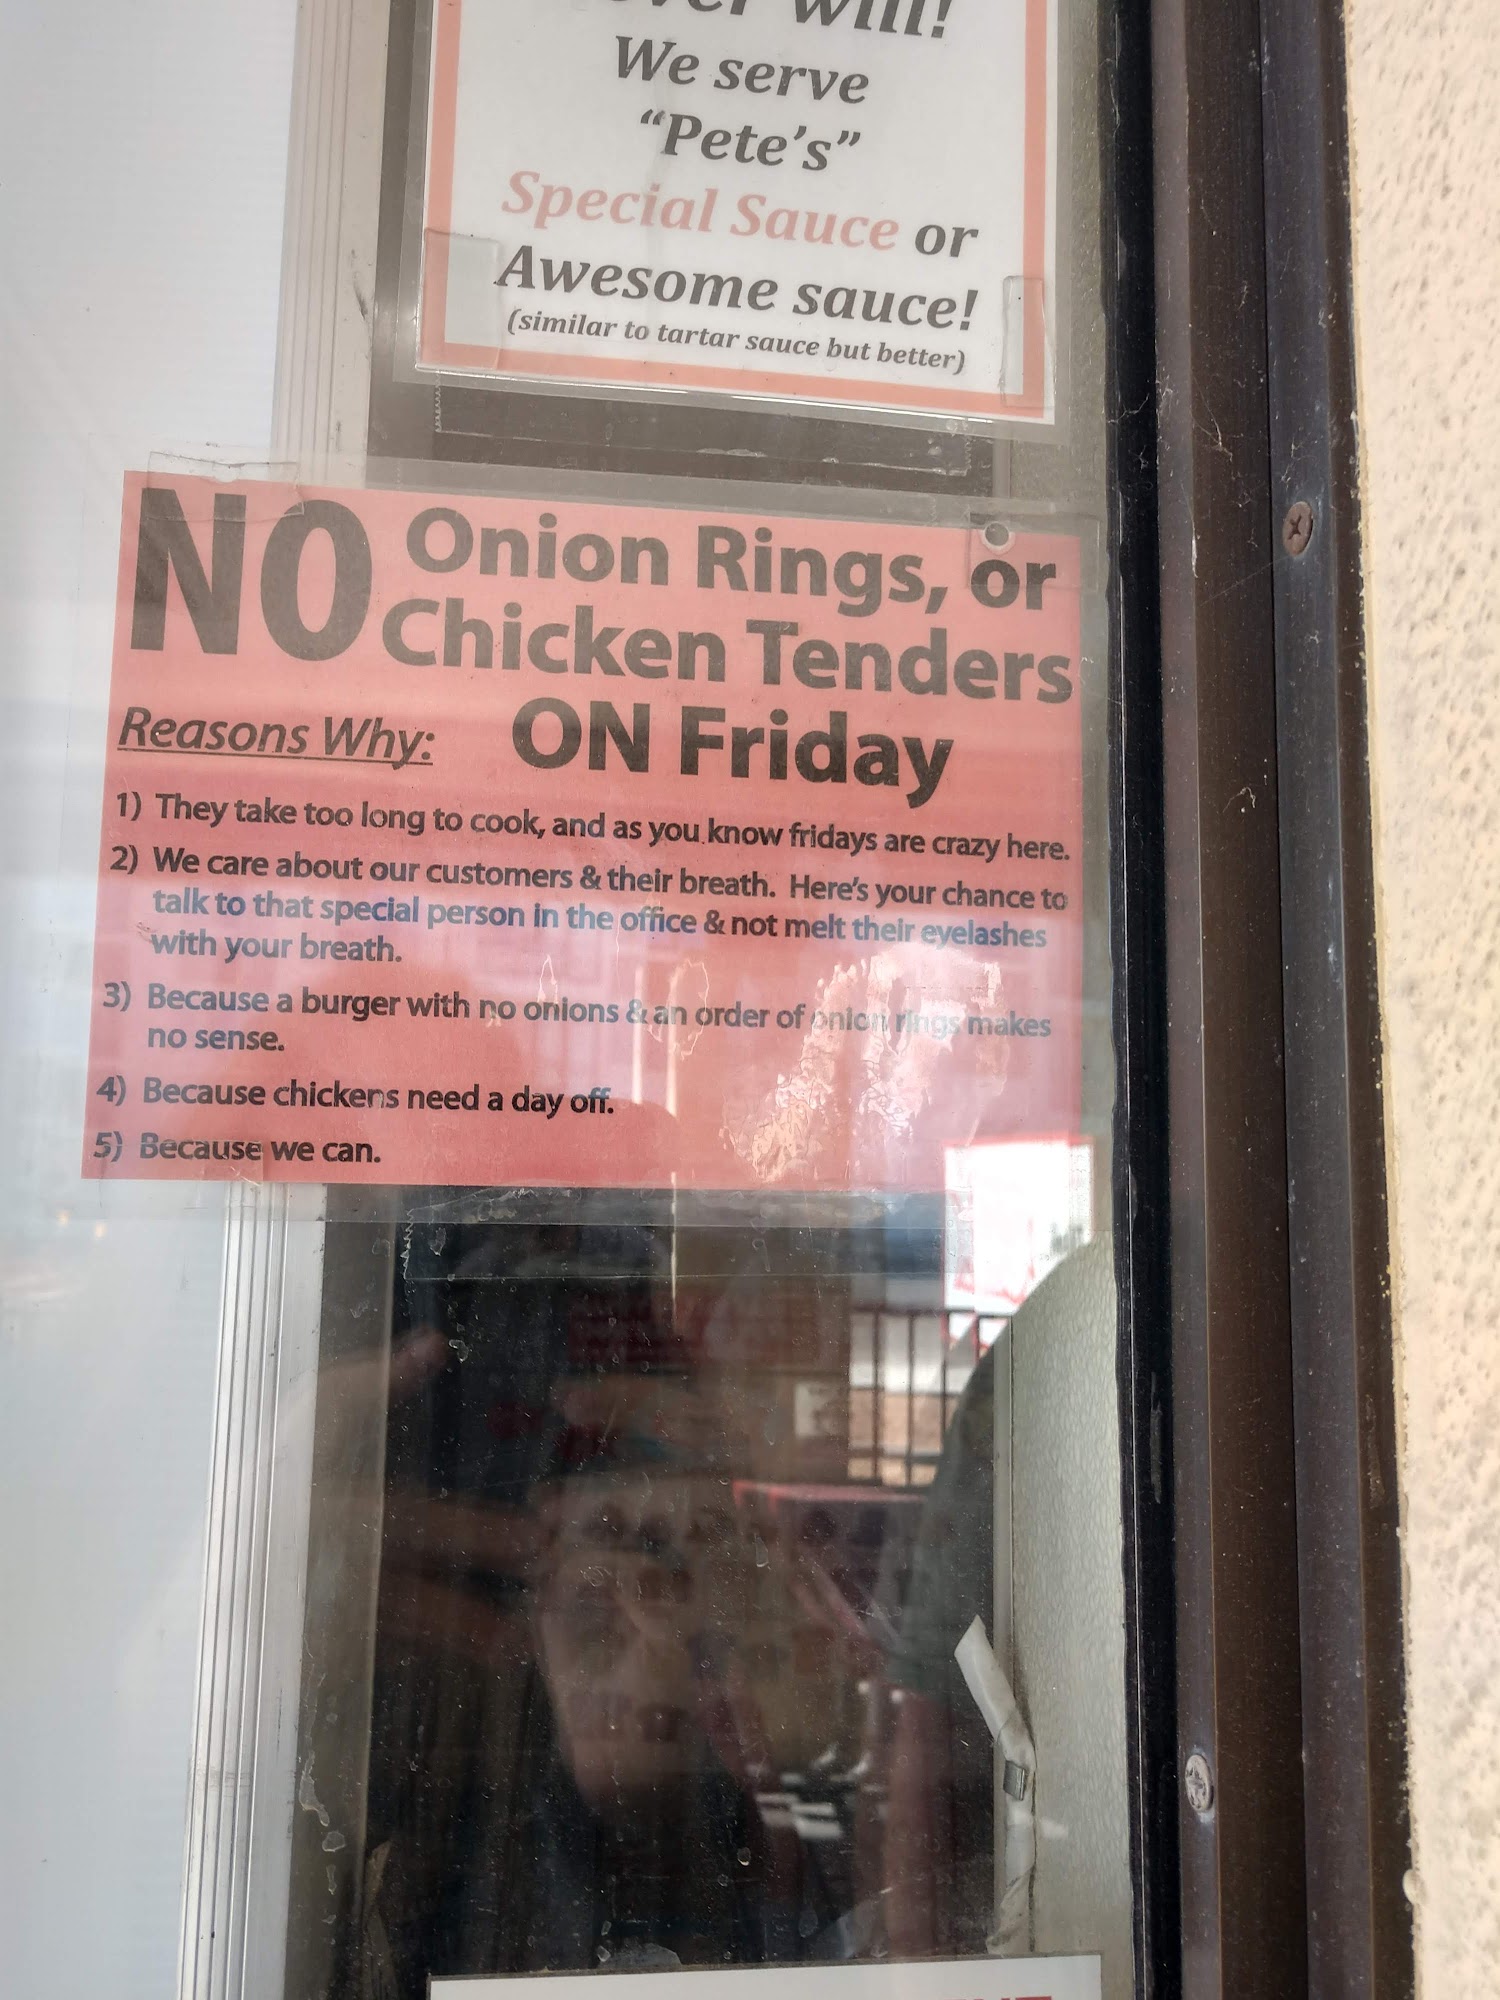 will!
We serve
“Pete’s”
Special Sauce or
Awesome sauce!
(similar to tartar sauce but better)
NO Onion Rings, or
Chicken Tenders
ON Friday
Reasons Why:
1) They take too long to cook, and as you know fridays are crazy here.
2) We care about our customers & their breath. Here’s your chance to
talk to that special person in the office & not melt their eyelashes
with your breath.
3) Because a burger with no onions & an order of onion rings makes
no sense.
4) Because chickens need a day off.
5) Because we can.